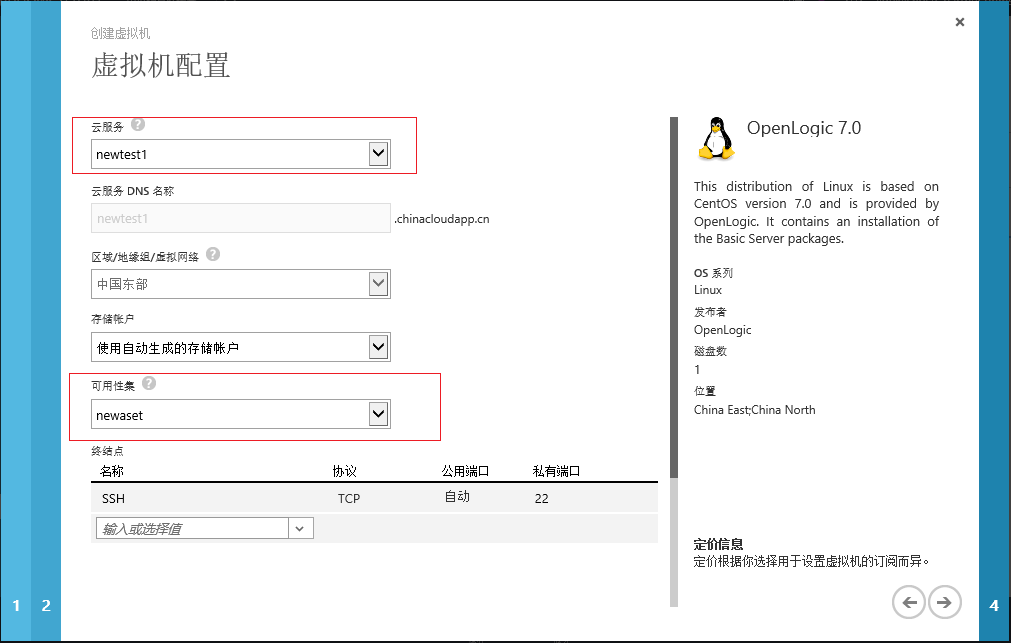 创建虚拟机
虚拟机配置
云服务 ?
newtest1
云服务 DNS 名称
newtest1 .chinacloudapp.cn
区域/地缘组/虚拟网络 ?
中国东部
存储帐户
使用自动生成的存储帐户
可用性集 ?
newaset
终结点
名称 协议 公用端口 私有端口
SSH TCP 自动 22
输入或选择值
OpenLogic 7.0
This distribution of Linux is based on
CentOS version 7.0 and is provided by
OpenLogic. It contains an installation of
the Basic Server packages.
OS 系列
Linux
发布者
OpenLogic
磁盘数
1
位置
China East;China North
定价信息
定价根据你选择用于设置虚拟机的订阅而异。
1 2 4